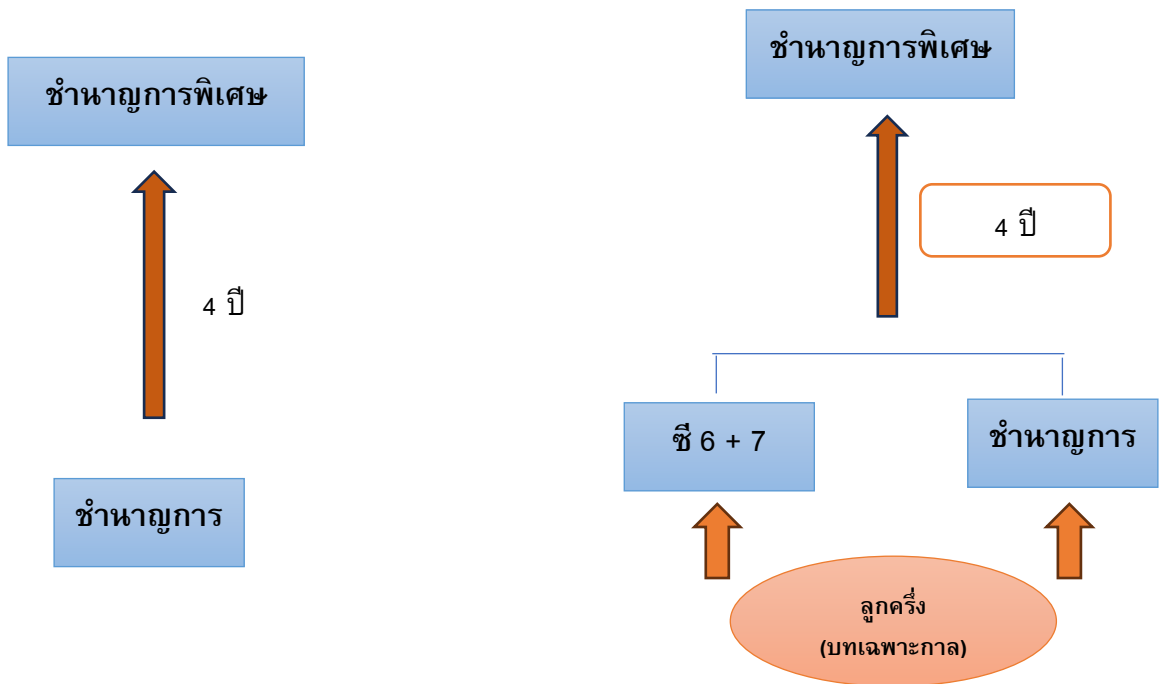 ชำนาญการพิเศษ
4 ปี
ชำนาญการ
ชำนาญการพิเศษ
4 ปี
ซี 6 + 7
ชำนาญการ
ลูกครึ่ง
(บทเฉพาะกาล)